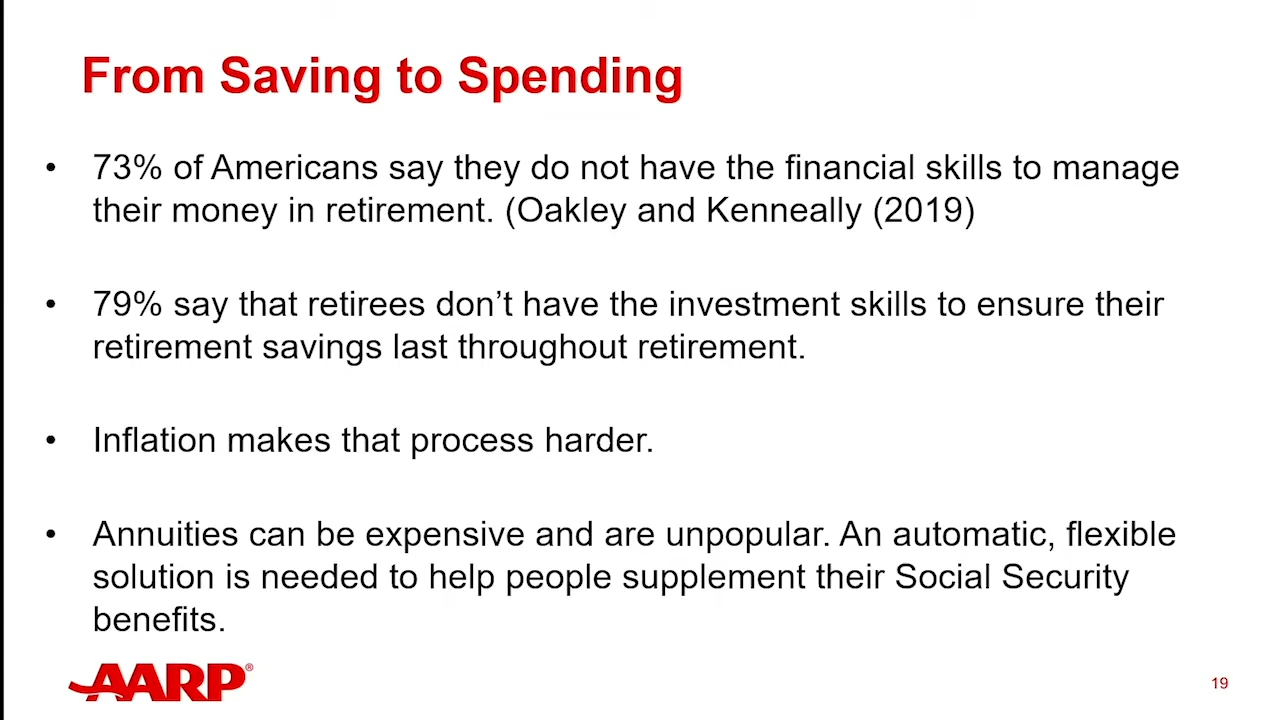 From Saving to Spending
• 73% of Americans say they do not have the financial skills to manage
their money in retirement. (Oakley and Kenneally (2019)
• 79% say that retirees don’t have the investment skills to ensure their
retirement savings last throughout retirement.
• Inflation makes that process harder.
• Annuities can be expensive and are unpopular. An automatic, flexible
solution is needed to help people supplement their Social Security
benefits.
AARP®
19